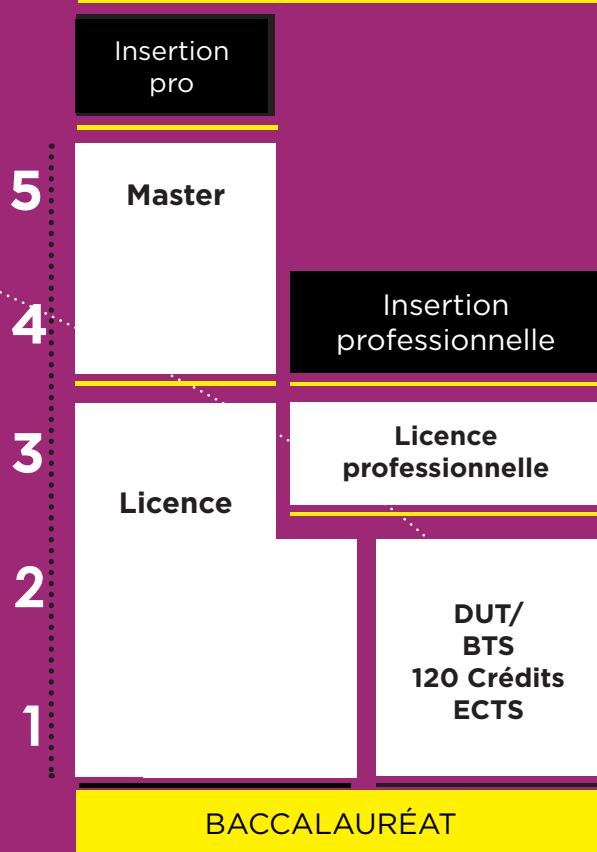 Insertion
pro
5
Master
4
Insertion
professionnelle
3
Licence
professionnelle
Licence
2
DUT/
BTS
120 Crédits
ECTS
1
BACCALAURÉAT